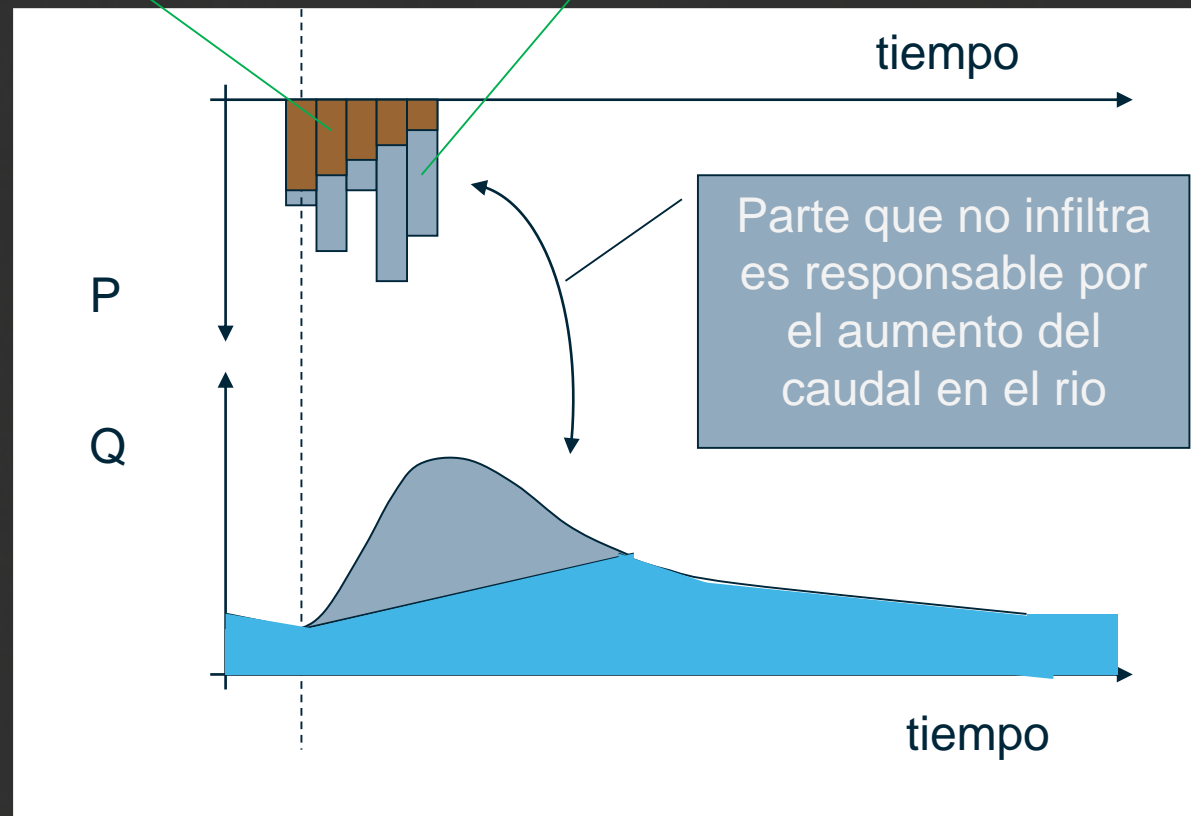 tiempo
P
Parte que no infiltra
es responsable por
el aumento del
caudal en el rio
Q
tiempo